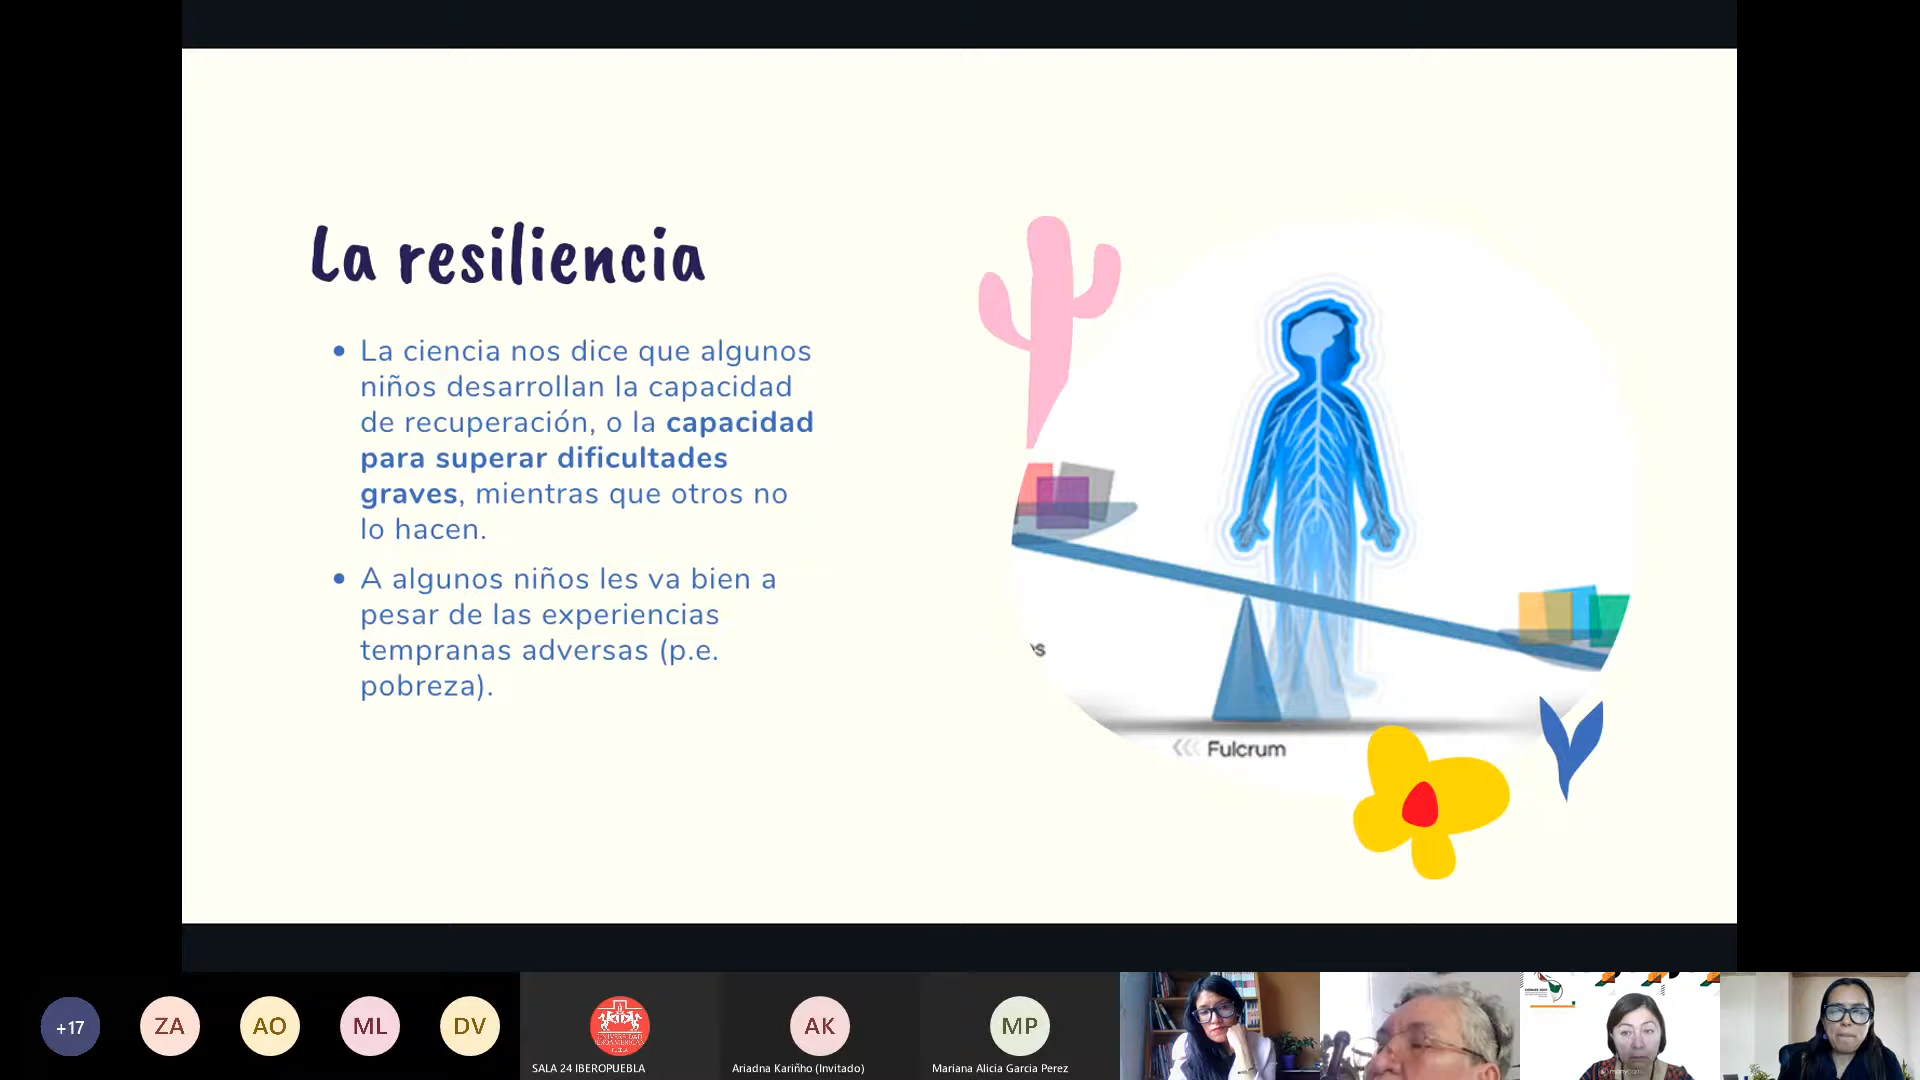 La resiliencia
La ciencia nos dice que algunos
niños desarrollan la capacidad
de recuperación, o la capacidad
para superar dificultades
graves, mientras que otros no
lo hacen.
A algunos niños les va bien a
pesar de las experiencias
tempranas adversas (p.e.
pobreza).
Fulcrum
+17
ZA
AO
ML
DV
AK
MP
SALA 24 IBEROPUEBLA
Ariadna Kariñho (Invitado)
Mariana Alicia Garcia Perez